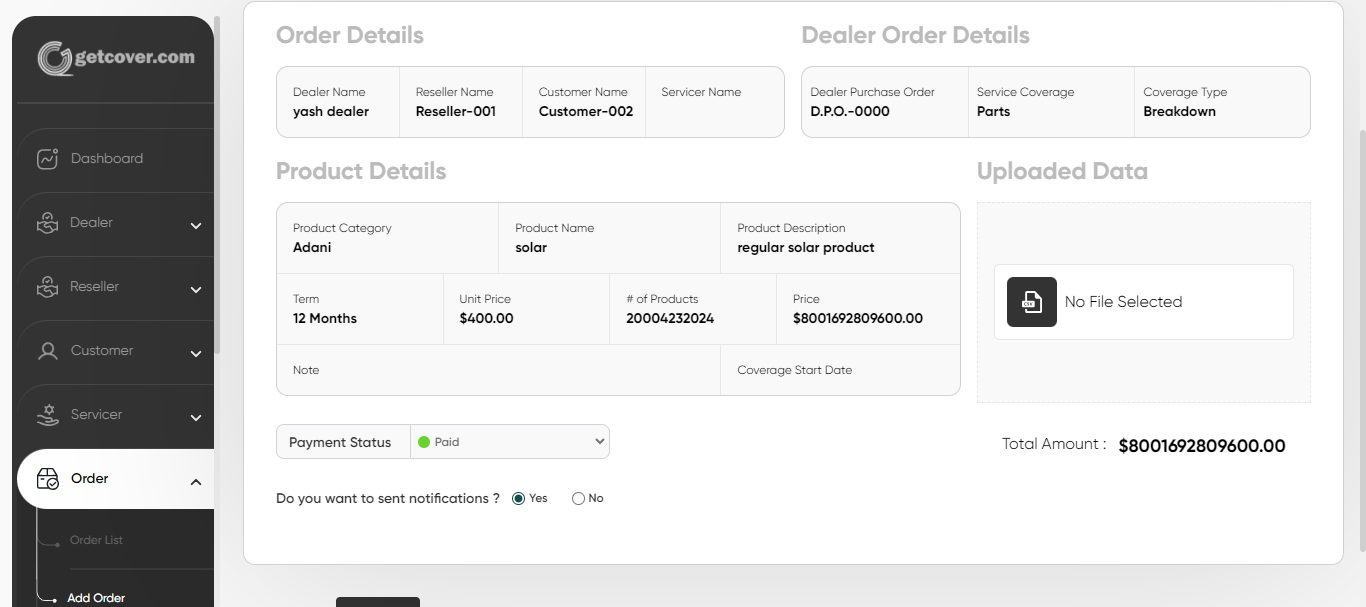 getcover.com
Dashboard
Dealer
Reseller
Customer
Servicer
Order
Order List
Add Order
Order Details
Dealer Name
yash dealer
Reseller Name
Reseller-001
Customer Name
Customer-002
Servicer Name
Dealer Order Details
Dealer Purchase Order
D.P.O.-0000
Service Coverage
Parts
Coverage Type
Breakdown
Product Details
Product Category
Adani
Product Name
solar
Product Description
regular solar product
Term
12 Months
Unit Price
$400.00
# of Products
20004232024
Price
$8001692809600.00
Note
Coverage Start Date
Uploaded Data
CSV
No File Selected
Payment Status
Paid
Total Amount :
$8001692809600.00
Do you want to sent notifications ?
Yes
No